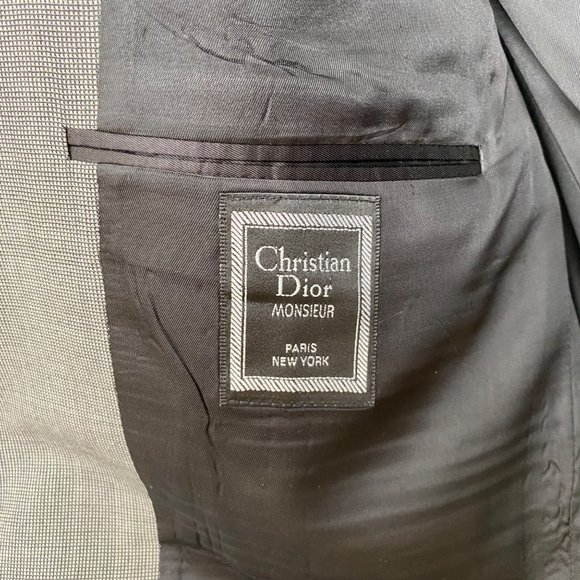 Christian
Dior
MONSIEUR
PARIS
NEW YORK